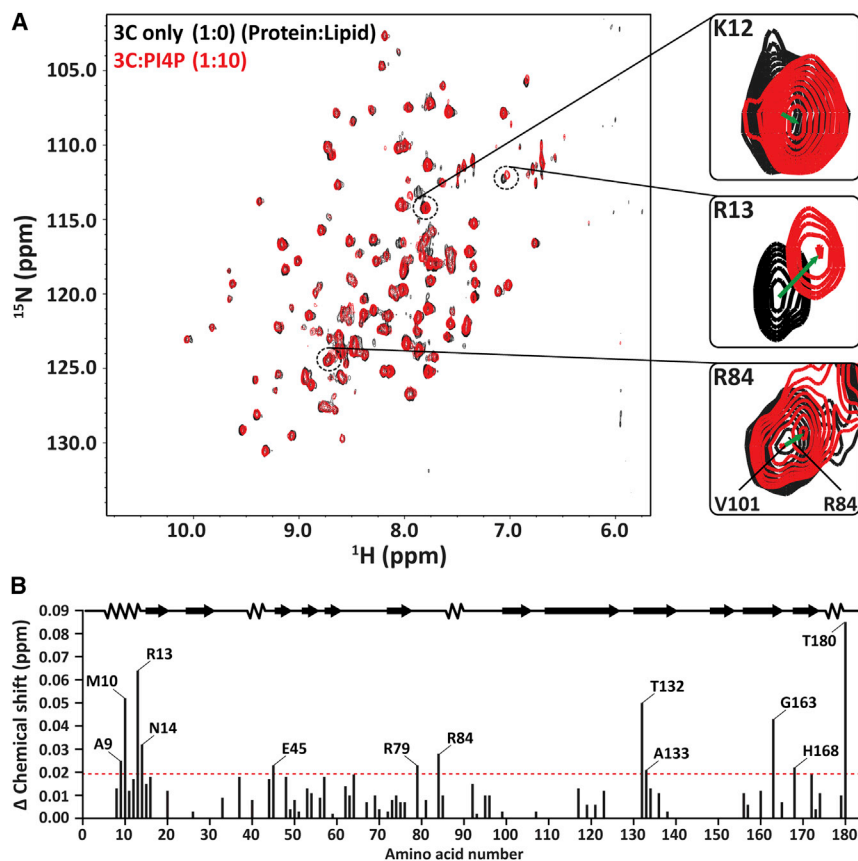 A
3C only (1:0) (Protein:Lipid)
3C:PI4P (1:10)
105.0
110.0
115.0
120.0
125.0
130.0
¹⁵N (ppm)
10.0 9.0 8.0 7.0 6.0
¹H (ppm)
K12
R13
R84
V101 R84
B
0.09
0.08
0.07
0.06
0.05
0.04
0.03
0.02
0.01
0.00
Δ Chemical shift (ppm)
A9
M10
R13
N14
E45
R79
R84
T132
A133
G163
H168
T180
0 10 20 30 40 50 60 70 80 90 100 110 120 130 140 150 160 170 180
Amino acid number